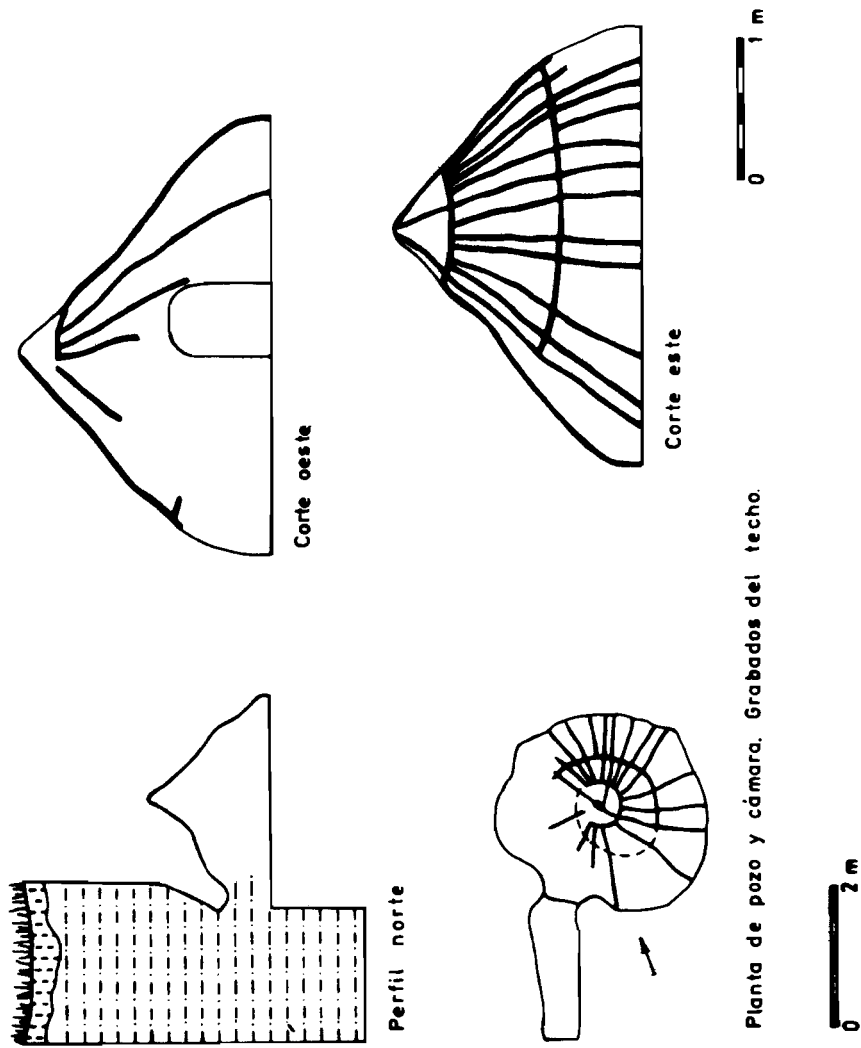 Perfil norte
Corte oeste
Planta de pozo y cámara. Grabados del techo.
Corte este
0 2 m
0 1 m